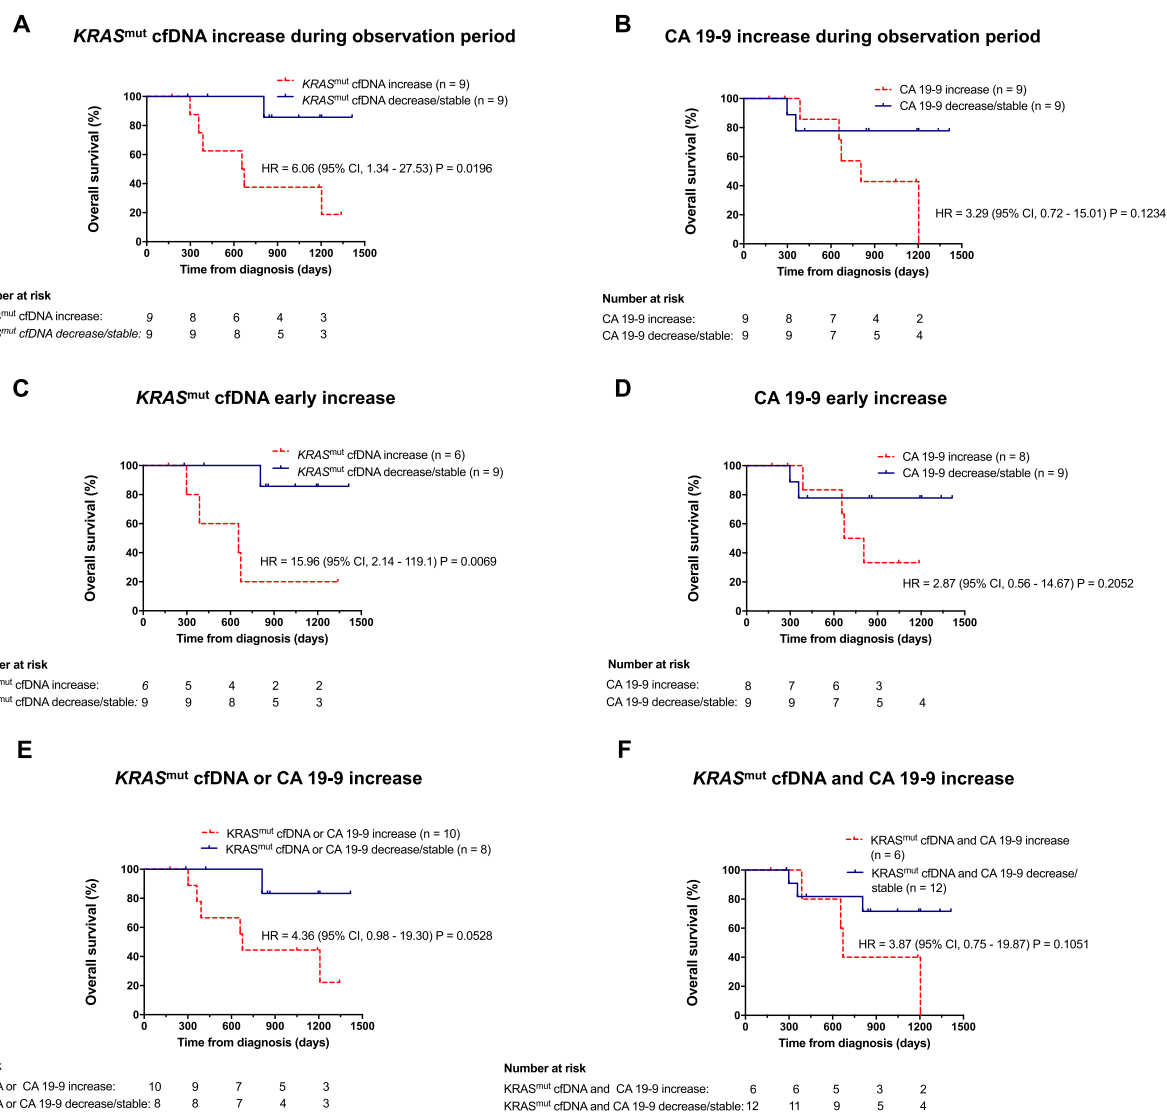 A
KRASmut cfDNA increase during observation period
KRASmut cfDNA increase (n = 9)
KRASmut cfDNA decrease/stable (n = 9)
100
80
60
40
20
0
Overall survival (%)
HR = 6.06 (95% CI, 1.34 - 27.53) P = 0.0196
0 300 600 900 1200 1500
Time from diagnosis (days)
ber at risk
mut cfDNA increase: 9 8 6 4 3
mut cfDNA decrease/stable: 9 9 8 5 3
B
CA 19-9 increase during observation period
CA 19-9 increase (n = 9)
CA 19-9 decrease/stable (n = 9)
100
80
60
40
20
0
Overall survival (%)
HR = 3.29 (95% CI, 0.72 - 15.01) P = 0.1234
0 300 600 900 1200 1500
Time from diagnosis (days)
Number at risk
CA 19-9 increase: 9 8 7 4 2
CA 19-9 decrease/stable: 9 9 7 5 4
C
KRASmut cfDNA early increase
KRASmut cfDNA increase (n = 6)
KRASmut cfDNA decrease/stable (n = 9)
100
80
60
40
20
0
Overall survival (%)
HR = 15.96 (95% CI, 2.14 - 119.1) P = 0.0069
0 300 600 900 1200 1500
Time from diagnosis (days)
er at risk
mut cfDNA increase: 6 5 4 2 2
mut cfDNA decrease/stable: 9 9 8 5 3
D
CA 19-9 early increase
CA 19-9 increase (n = 8)
CA 19-9 decrease/stable (n = 9)
100
80
60
40
20
0
Overall survival (%)
HR = 2.87 (95% CI, 0.56 - 14.67) P = 0.2052
0 300 600 900 1200 1500
Time from diagnosis (days)
Number at risk
CA 19-9 increase: 8 7 6 3
CA 19-9 decrease/stable: 9 9 7 5 4
E
KRASmut cfDNA or CA 19-9 increase
KRASmut cfDNA or CA 19-9 increase (n = 10)
KRASmut cfDNA or CA 19-9 decrease/stable (n = 8)
100
80
60
40
20
0
Overall survival (%)
HR = 4.36 (95% CI, 0.98 - 19.30) P = 0.0528
0 300 600 900 1200 1500
Time from diagnosis (days)
k
A or CA 19-9 increase: 10 9 7 5 3
A or CA 19-9 decrease/stable: 8 8 7 4 3
F
KRASmut cfDNA and CA 19-9 increase
KRASmut cfDNA and CA 19-9 increase
(n = 6)
KRASmut cfDNA and CA 19-9 decrease/
stable (n = 12)
100
80
60
40
20
0
Overall survival (%)
HR = 3.87 (95% CI, 0.75 - 19.87) P = 0.1051
0 300 600 900 1200 1500
Time from diagnosis (days)
Number at risk
KRASmut cfDNA and CA 19-9 increase: 6 6 5 3 2
KRASmut cfDNA and CA 19-9 decrease/stable: 12 11 9 5 4